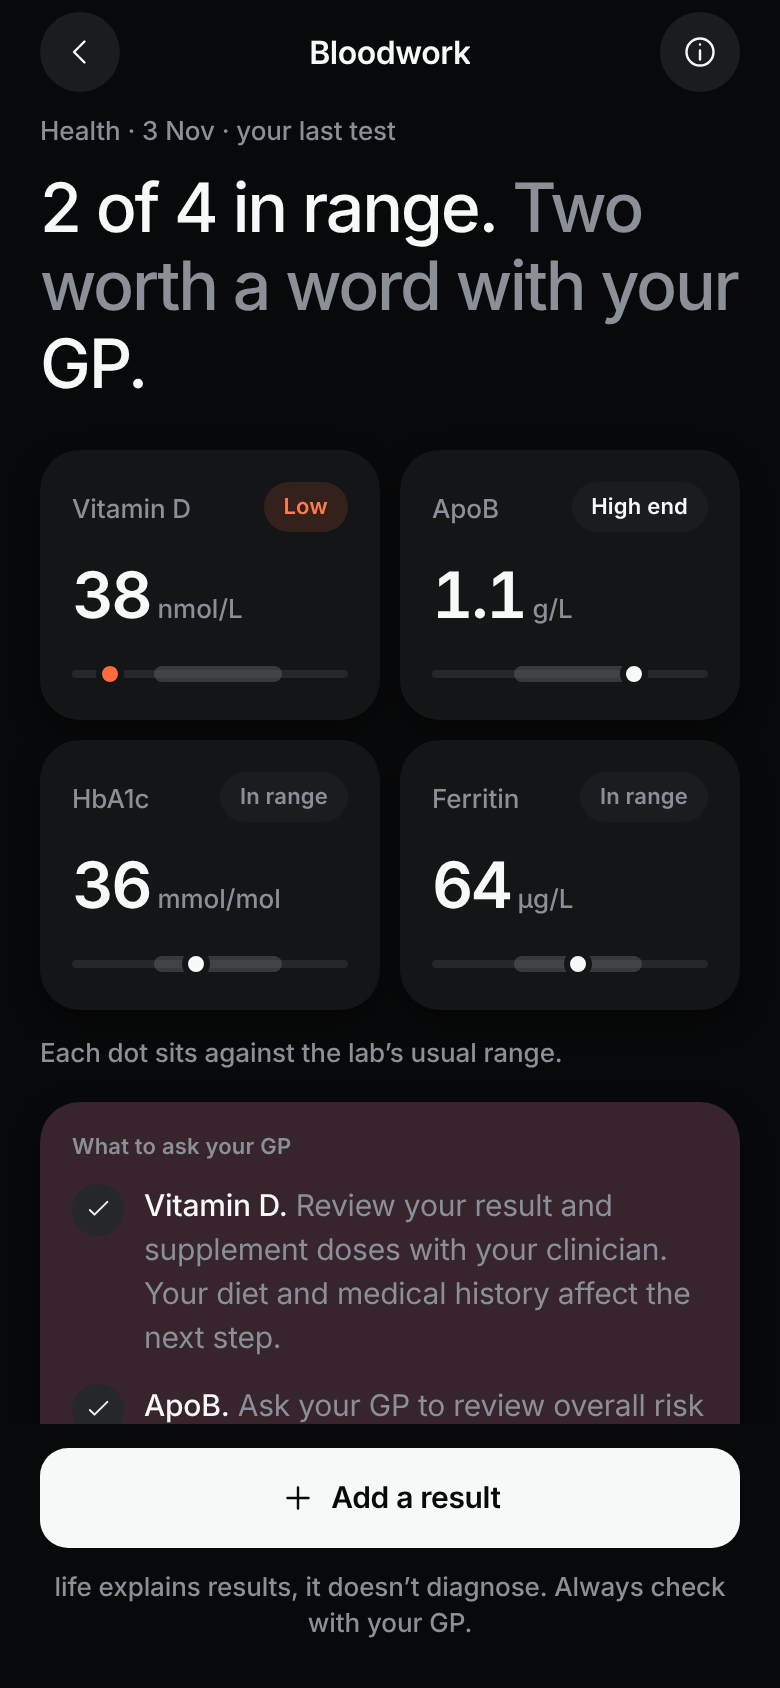 Bloodwork
Health · 3 Nov · your last test
2 of 4 in range. Two
worth a word with your
GP.
Vitamin D
Low
38 nmol/L
ApoB
High end
1.1 g/L
HbA1c
In range
36 mmol/mol
Ferritin
In range
64 µg/L
Each dot sits against the lab’s usual range.
What to ask your GP
Vitamin D. Review your result and
supplement doses with your clinician.
Your diet and medical history affect the
next step.
ApoB. Ask your GP to review overall risk
Add a result
life explains results, it doesn’t diagnose. Always check
with your GP.